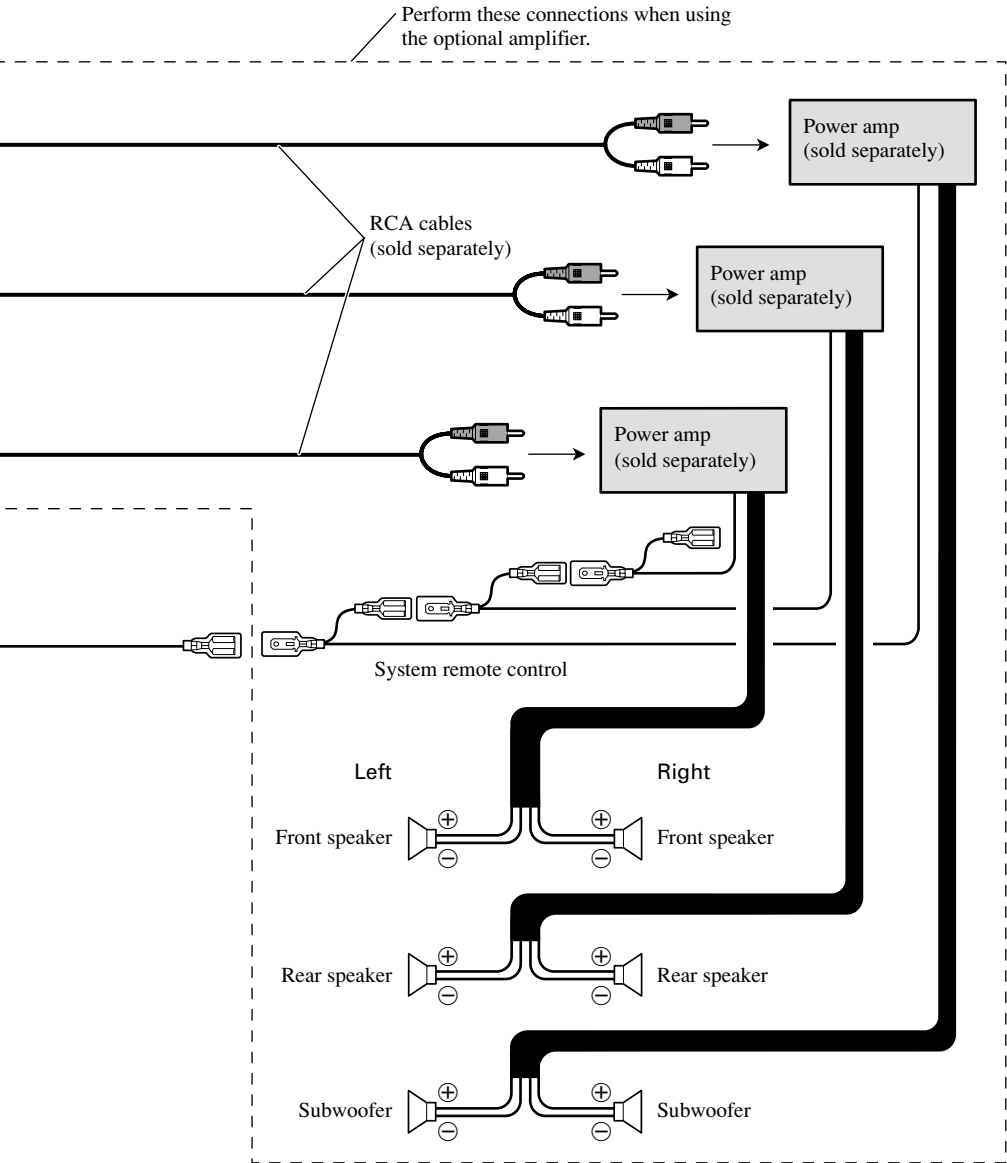 Perform these connections when using
the optional amplifier.
Power amp
(sold separately)
RCA cables
(sold separately)
Power amp
(sold separately)
Power amp
(sold separately)
System remote control
Left
Right
⊕
⊕
Front speaker
Front speaker
⊖
⊖
⊕
⊕
Rear speaker
Rear speaker
⊖
⊖
⊕
⊕
Subwoofer
Subwoofer
⊖
⊖